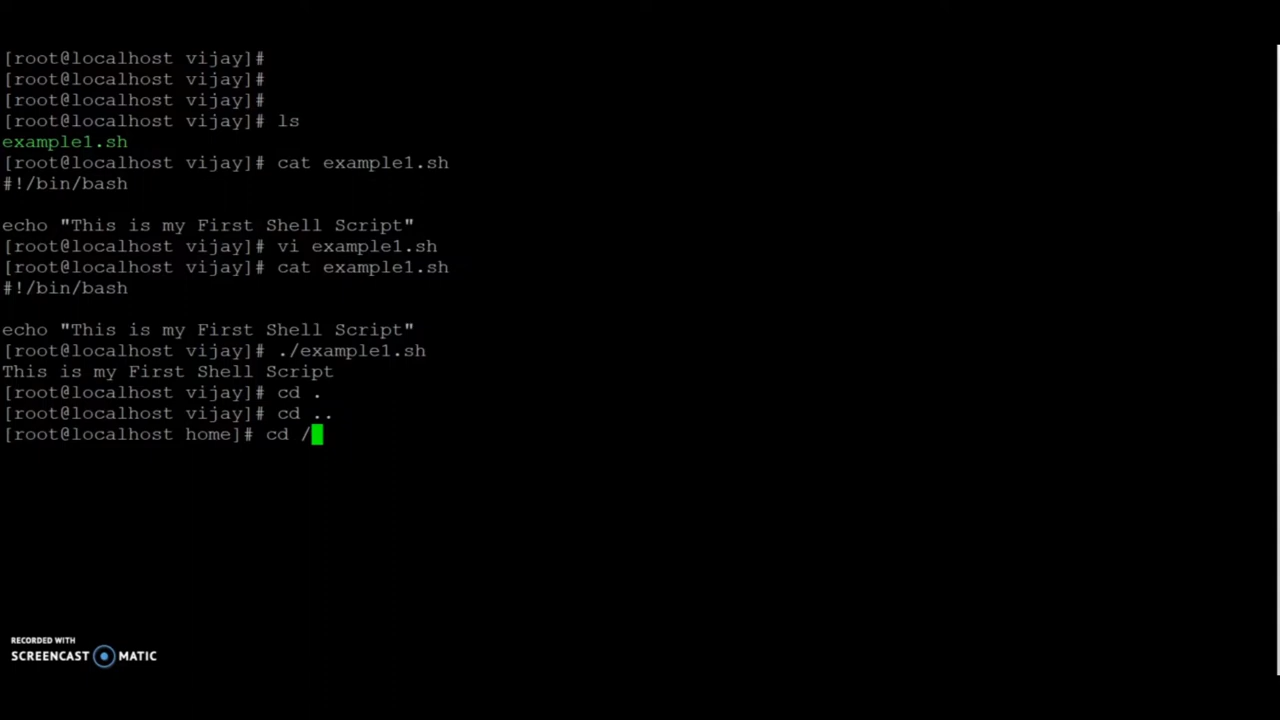 [root@localhost vijay]#
[root@localhost vijay]#
[root@localhost vijay]#
[root@localhost vijay]# ls
example1.sh
[root@localhost vijay]# cat example1.sh
#!/bin/bash
echo "This is my First Shell Script"
[root@localhost vijay]# vi example1.sh
[root@localhost vijay]# cat example1.sh
#!/bin/bash
echo "This is my First Shell Script"
[root@localhost vijay]# ./example1.sh
This is my First Shell Script
[root@localhost vijay]# cd .
[root@localhost vijay]# cd ..
[root@localhost home]# cd /
RECORDED WITH
SCREENCAST MATIC